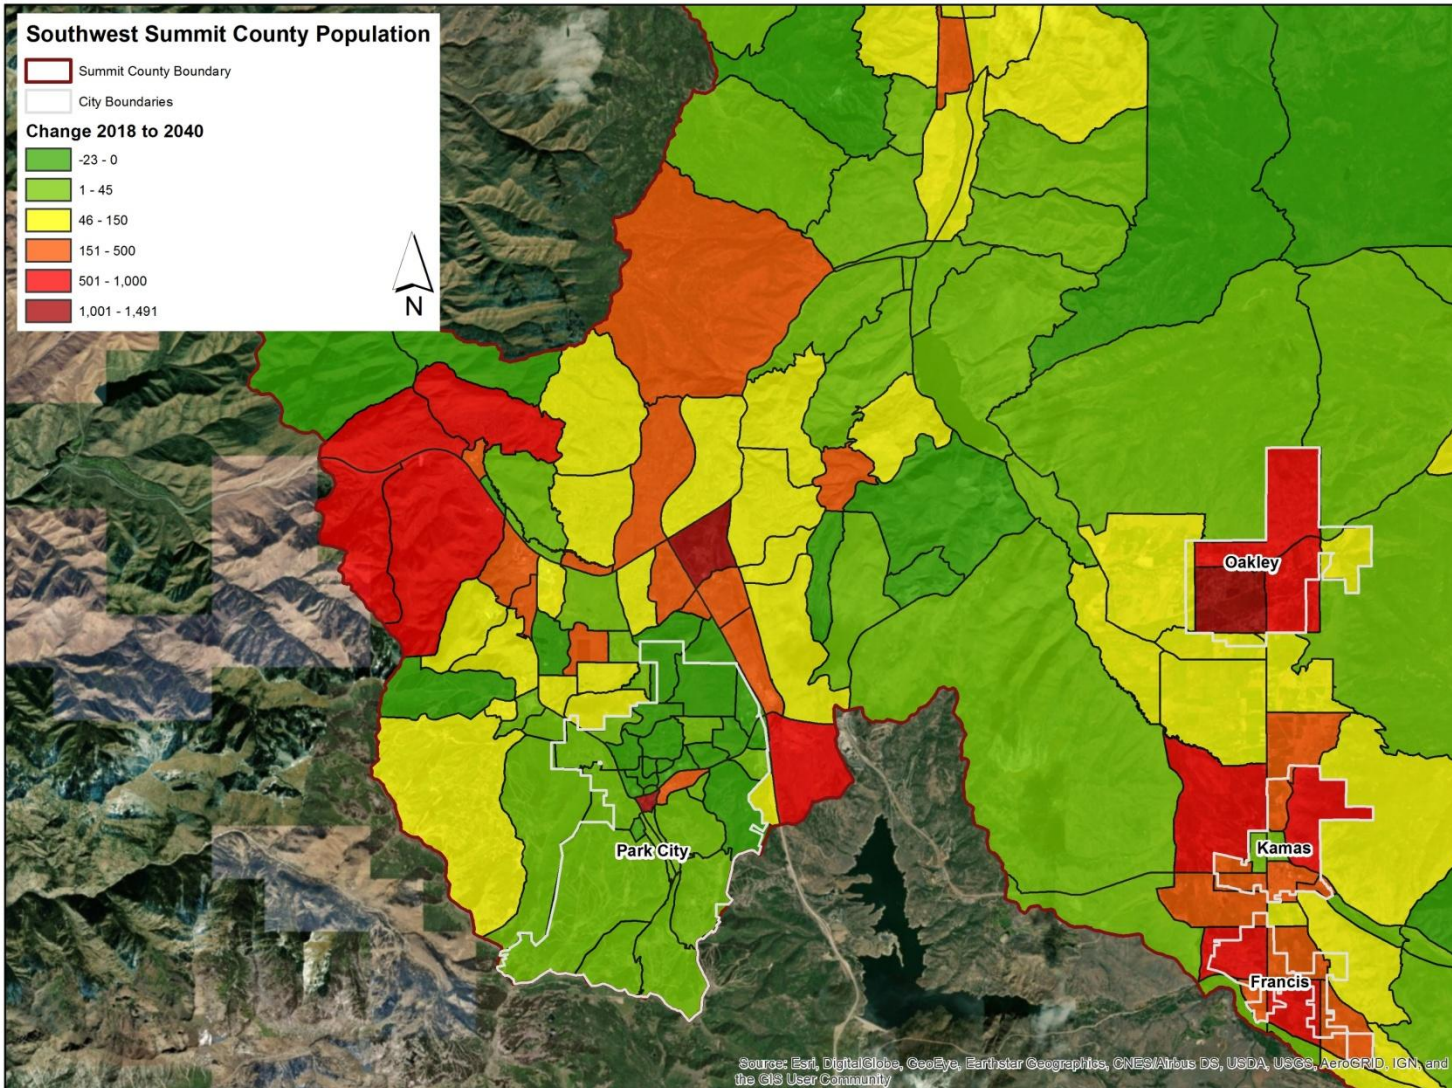 Southwest Summit County Population
Summit County Boundary
City Boundaries
Change 2018 to 2040
-23 - 0
1 - 45
46 - 150
151 - 500
501 - 1,000
1,001 - 1,491
N
Oakley
Park City
Kamas
Francis
Source: Esri, DigitalGlobe, GeoEye, Earthstar Geographics, CNES/Airbus DS, USDA, USGS, AeroGRID, IGN, and
the GIS User Community